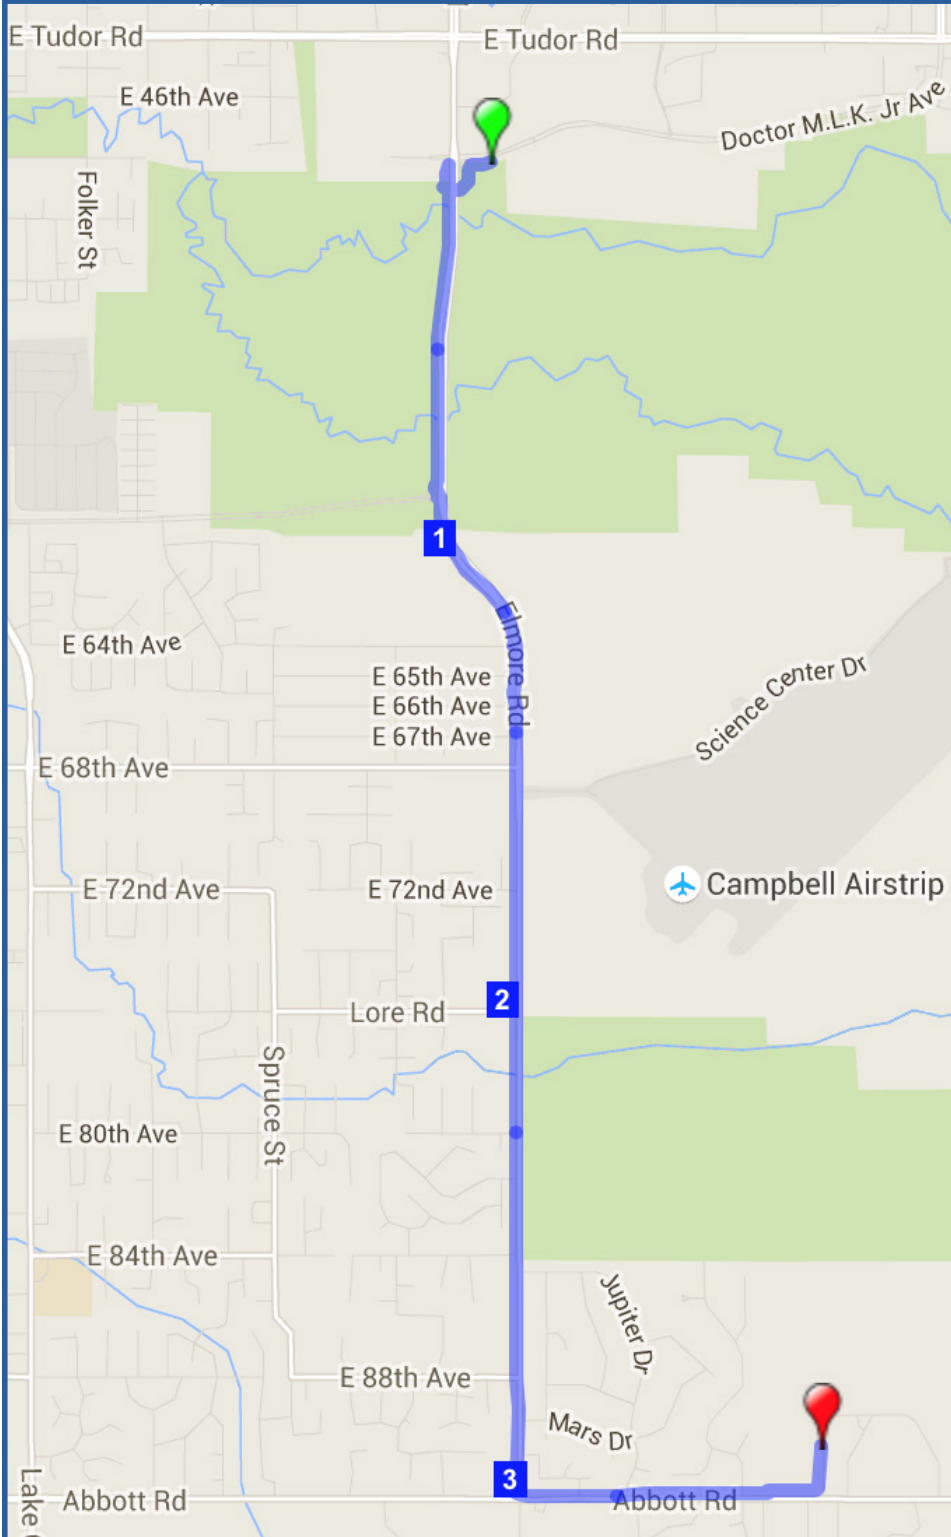 E Tudor Rd
E Tudor Rd
E 46th Ave
Doctor M.L.K. Jr Ave
Folker St
1
Elmore Rd
E 64th Ave
E 65th Ave
E 66th Ave
E 67th Ave
Science Center Dr
E 68th Ave
E 72nd Ave
E 72nd Ave
Campbell Airstrip
2
Lore Rd
Spruce St
E 80th Ave
E 84th Ave
Jupiter Dr
E 88th Ave
Mars Dr
3
Lake
Abbott Rd
Abbott Rd